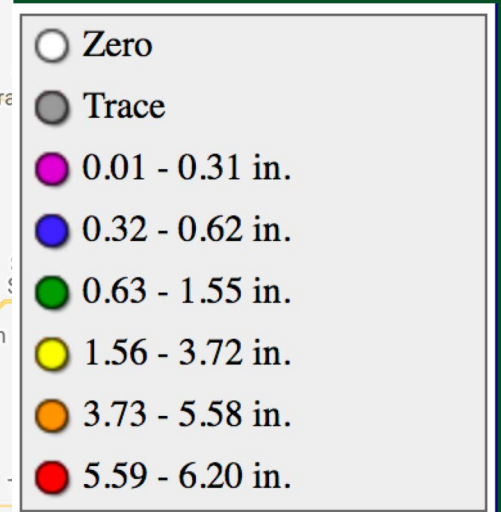 Zero
Trace
0.01 - 0.31 in.
0.32 - 0.62 in.
0.63 - 1.55 in.
1.56 - 3.72 in.
3.73 - 5.58 in.
5.59 - 6.20 in.